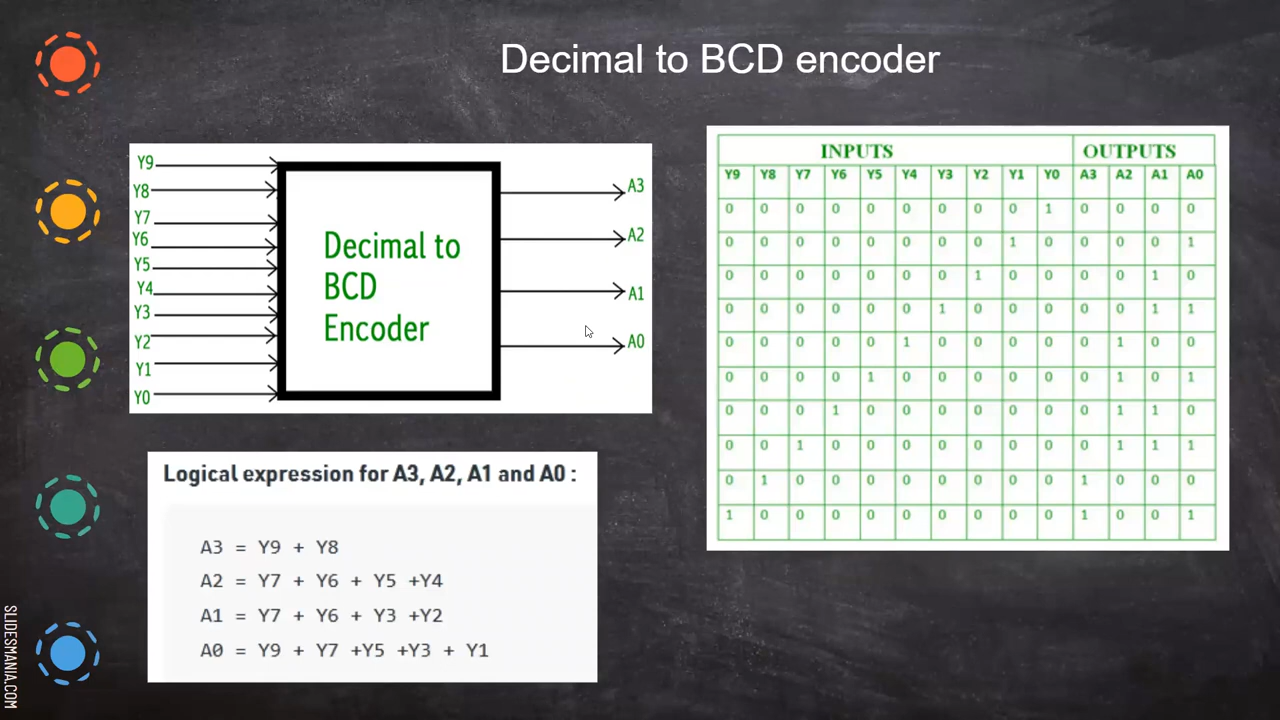 Decimal to BCD encoder
Y9
Y8
Y7
Y6
Y5
Y4
Y3
Y2
Y1
Y0
Decimal to
BCD
Encoder
A3
A2
A1
A0
INPUTS OUTPUTS
Y9 Y8 Y7 Y6 Y5 Y4 Y3 Y2 Y1 Y0 A3 A2 A1 A0
0 0 0 0 0 0 0 0 0 1 0 0 0 0
0 0 0 0 0 0 0 0 1 0 0 0 0 1
0 0 0 0 0 0 0 1 0 0 0 0 1 0
0 0 0 0 0 0 1 0 0 0 0 0 1 1
0 0 0 0 0 1 0 0 0 0 0 1 0 0
0 0 0 0 1 0 0 0 0 0 0 1 0 1
0 0 0 1 0 0 0 0 0 0 0 1 1 0
0 0 1 0 0 0 0 0 0 0 0 1 1 1
0 1 0 0 0 0 0 0 0 0 1 0 0 0
1 0 0 0 0 0 0 0 0 0 1 0 0 1
Logical expression for A3, A2, A1 and A0 :
A3 = Y9 + Y8
A2 = Y7 + Y6 + Y5 +Y4
A1 = Y7 + Y6 + Y3 +Y2
A0 = Y9 + Y7 +Y5 +Y3 + Y1
SLIDESMANIA.COM